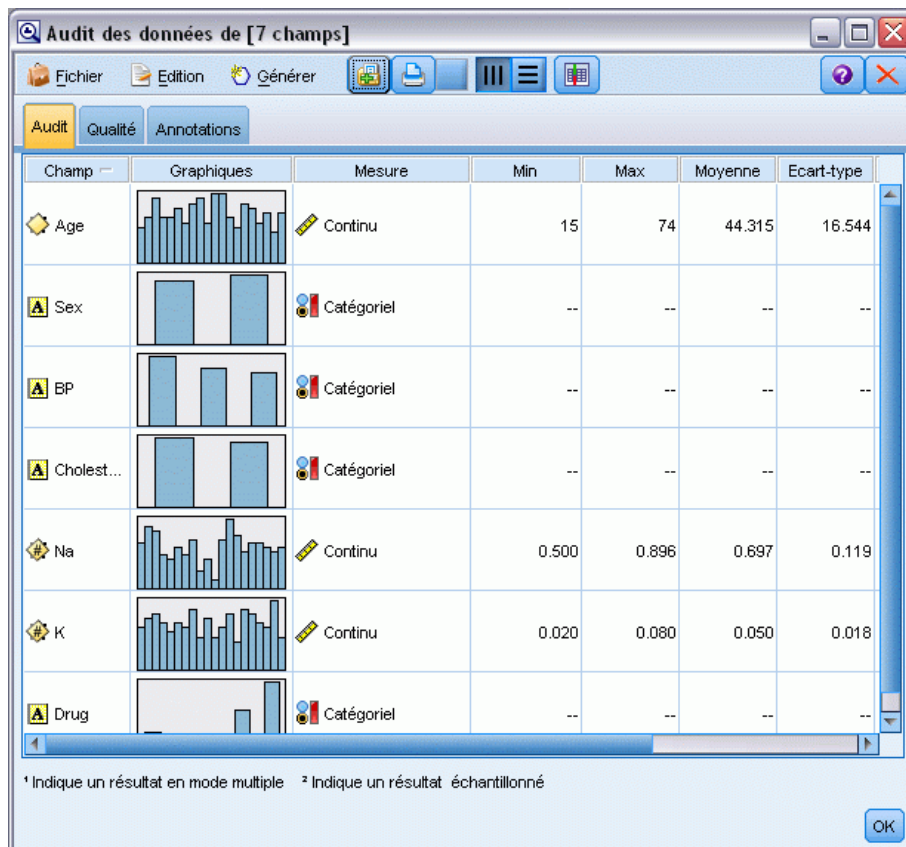 Audit des données de [7 champs]
Fichier Edition Générer
Audit Qualité Annotations
Champ Graphiques Mesure Min Max Moyenne Ecart-type
Age Continu 15 74 44.315 16.544
A Sex Catégoriel -- -- -- --
A BP Catégoriel -- -- -- --
A Cholest... Catégoriel -- -- -- --
# Na Continu 0.500 0.896 0.697 0.119
# K Continu 0.020 0.080 0.050 0.018
A Drug Catégoriel -- -- -- --
¹ Indique un résultat en mode multiple ² Indique un résultat échantillonné
OK